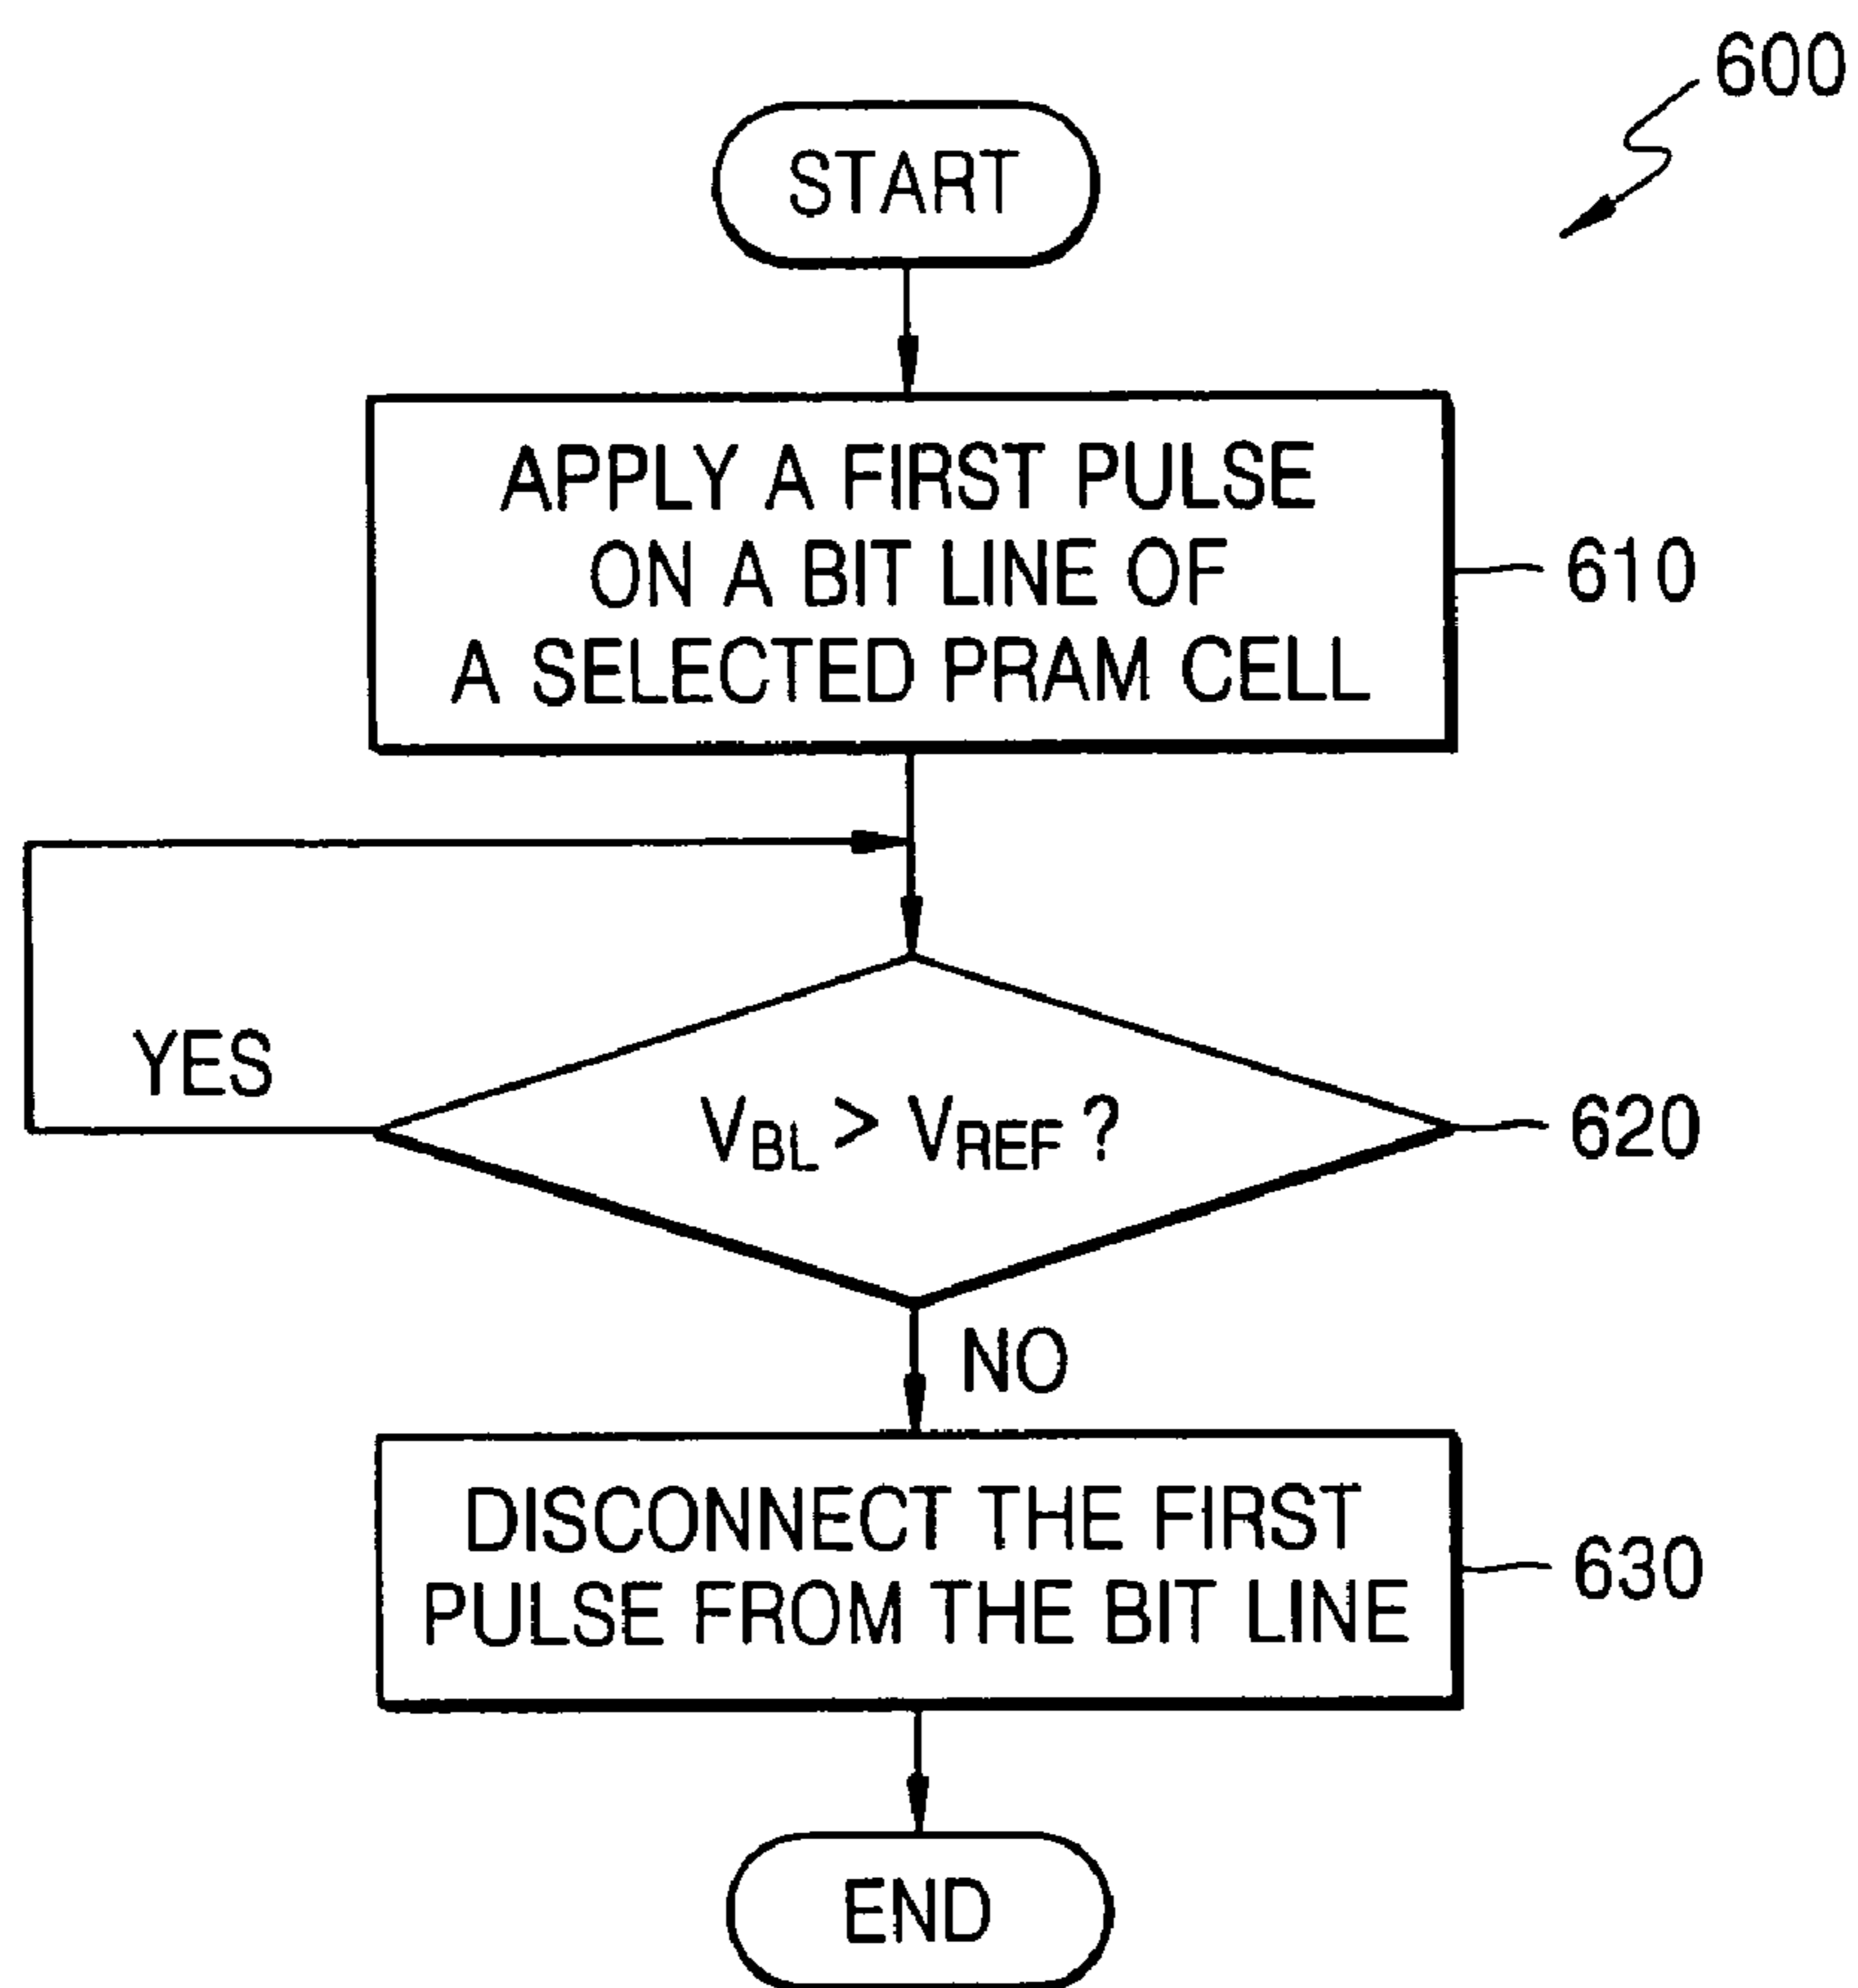 600
START
APPLY A FIRST PULSE
ON A BIT LINE OF
A SELECTED PRAM CELL
610
YES
VBL > VREF ?
620
NO
DISCONNECT THE FIRST
PULSE FROM THE BIT LINE
630
END